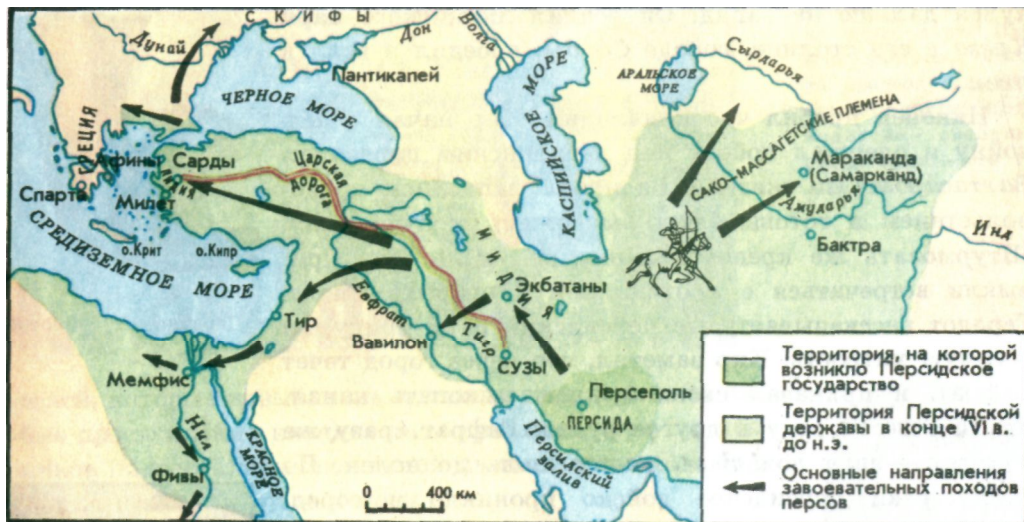 СКИФЫ
Дунай
Дон
Волга
Пантикапей
ЧЕРНОЕ МОРЕ
КАСПИЙСКОЕ МОРЕ
АРАЛЬСКОЕ
МОРЕ
Сырдарья
САКО-МАССАГЕТСКИЕ ПЛЕМЕНА
Мараканда
(Самарканд)
Амударья
Бактра
Инд
ГРЕЦИЯ
Афины
Сарды
Лидия
Спарта
Милет
Царская
дорога
СРЕДИЗЕМНОЕ МОРЕ
о.Крит
о.Кипр
МИДИЯ
Экбатаны
Евфрат
Тигр
Тир
Вавилон
СУЗЫ
Персеполь
ПЕРСИДА
Персидский
залив
Мемфис
Нил
КРАСНОЕ
МОРЕ
Фивы
0 400 км
Территория, на которой
возникло Персидское
государство
Территория Персидской
державы в конце VI в.
до н.э.
Основные направления
завоевательных походов
персов